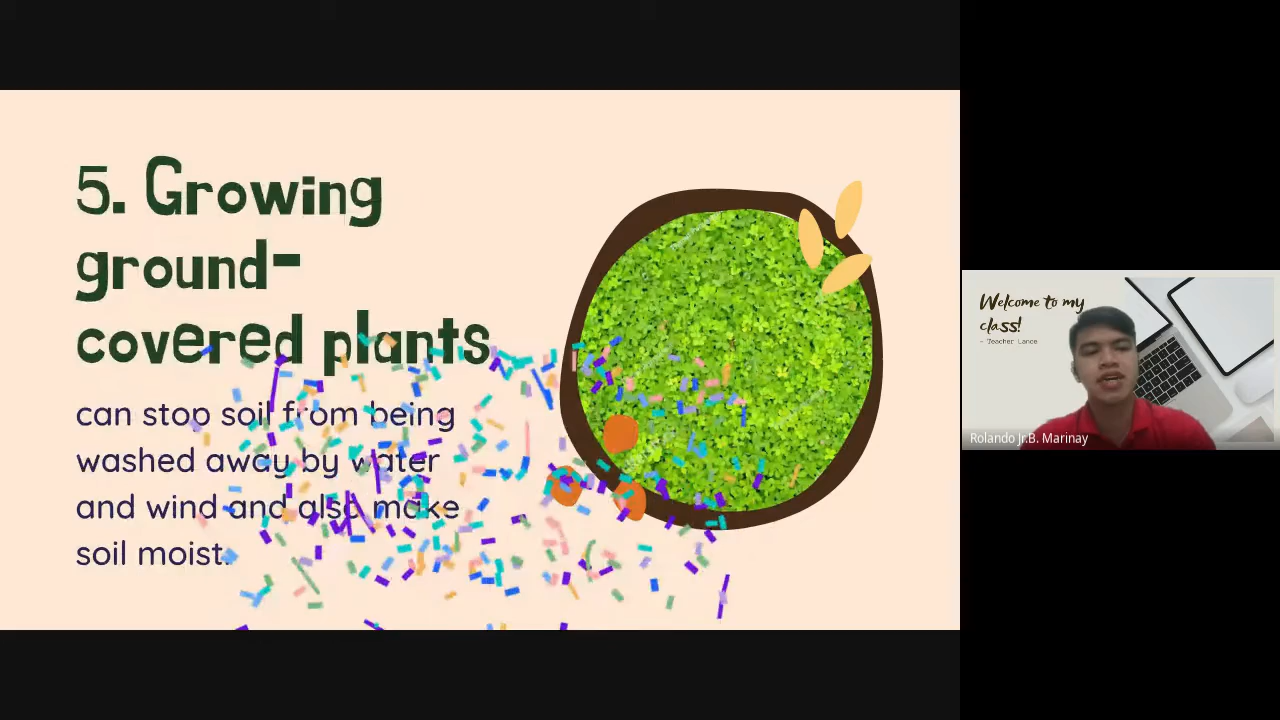 5. Growing
ground-
covered plants
can stop soil from being
washed away by water
and wind and also make
soil moist.
Welcome to my
class!
- Teacher Lance
Rolando Jr.B. Marinay